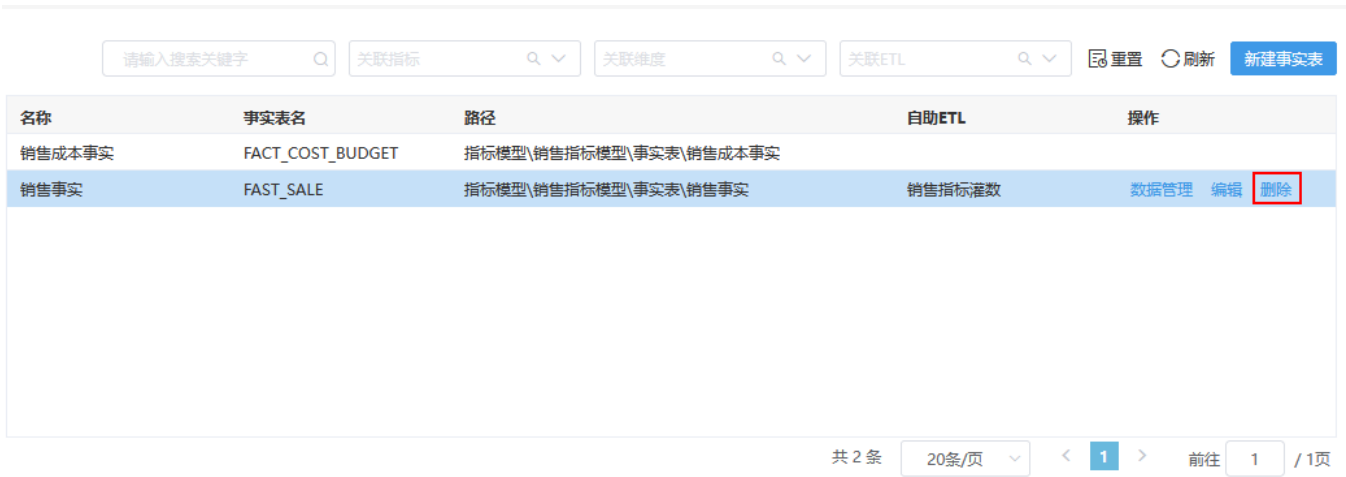 请输入搜索关键字 关联指标 关联维度 关联ETL 重置 刷新 新建事实表
名称 事实表名 路径 自助ETL 操作
销售成本事实 FACT_COST_BUDGET 指标模型\销售指标模型\事实表\销售成本事实
销售事实 FAST_SALE 指标模型\销售指标模型\事实表\销售事实 销售指标灌数 数据管理 编辑 删除
共 2 条 20条/页 1 前往 1 / 1页